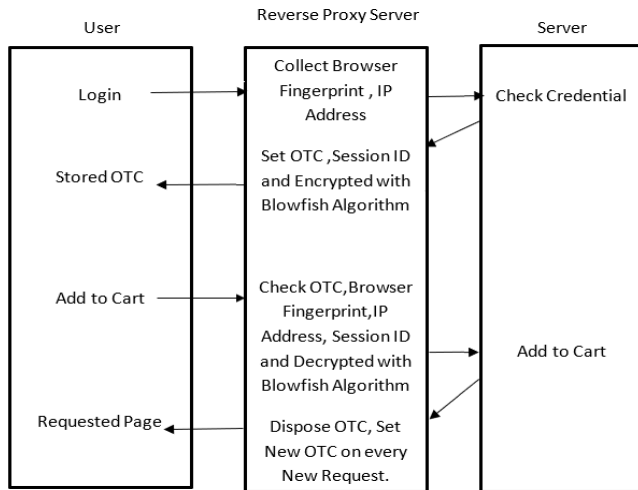 User
Reverse Proxy Server
Server
Login
Collect Browser
Fingerprint , IP
Address
Check Credential
Stored OTC
Set OTC ,Session ID
and Encrypted with
Blowfish Algorithm
Add to Cart
Check OTC,Browser
Fingerprint,IP
Address, Session ID
and Decrypted with
Blowfish Algorithm
Add to Cart
Requested Page
Dispose OTC, Set
New OTC on every
New Request.